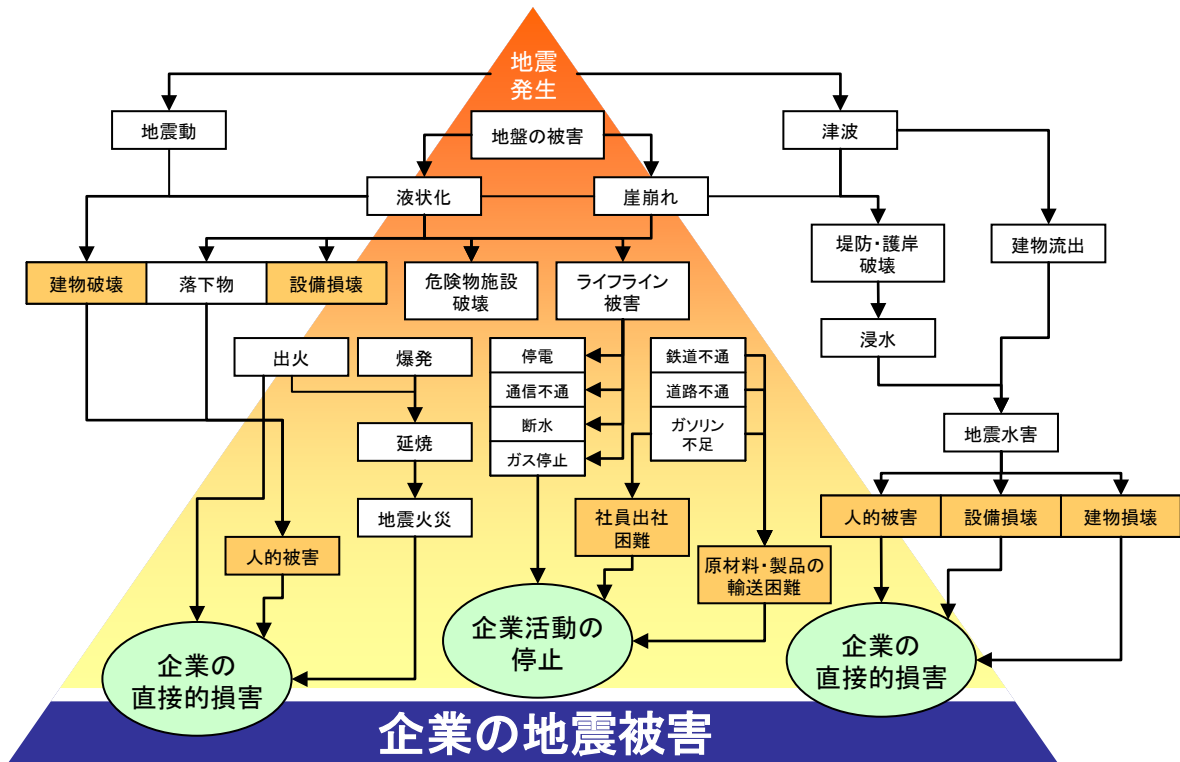 地震
発生
地震動
地盤の被害
津波
液状化
崖崩れ
堤防・護岸
破壊
建物流出
建物破壊
落下物
設備損壊
危険物施設
破壊
ライフライン
被害
浸水
出火
爆発
停電
通信不通
断水
ガス停止
鉄道不通
道路不通
ガソリン
不足
延焼
地震水害
地震火災
社員出社
困難
人的被害
設備損壊
建物損壊
人的被害
原材料・製品の
輸送困難
企業の
直接的損害
企業活動の
停止
企業の
直接的損害
企業の地震被害